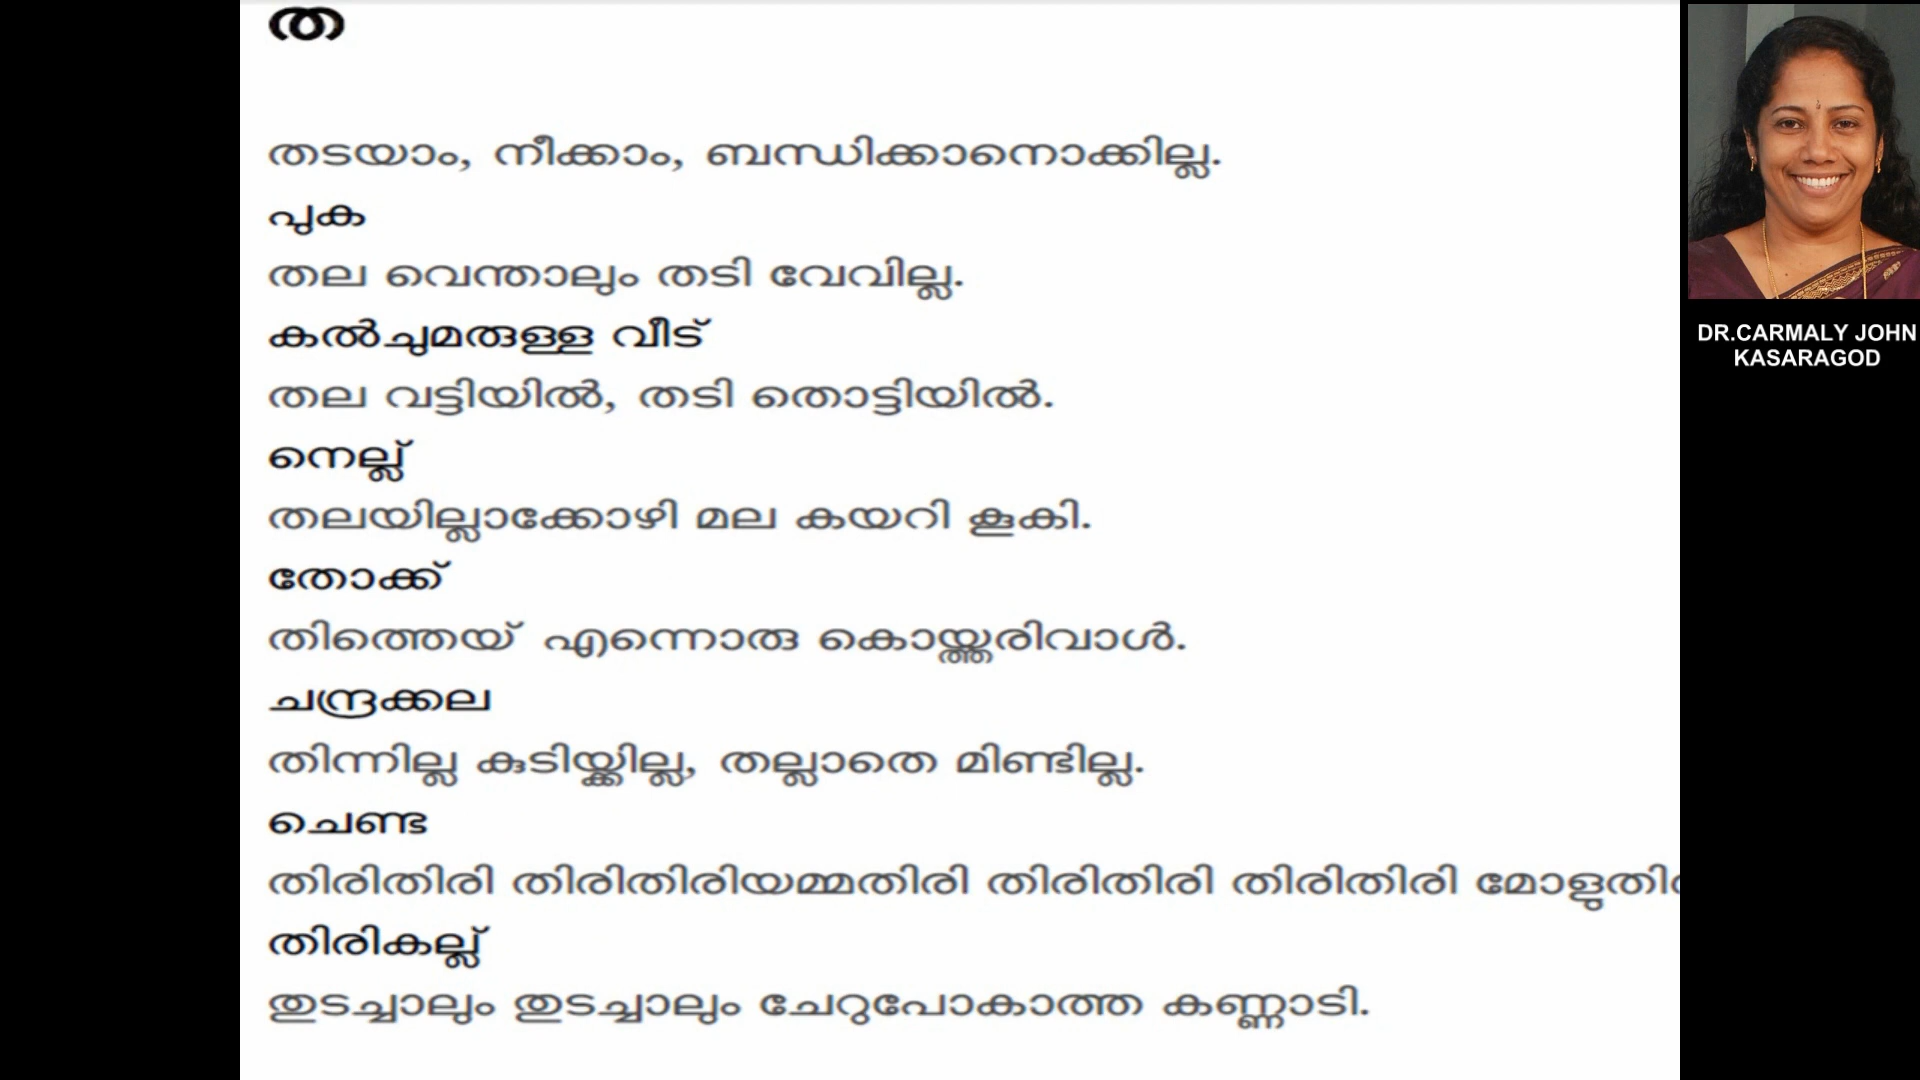 ത
തടയാം, നീക്കാം, ബന്ധിക്കാനൊക്കില്ല.
പുക
തല വെന്താലും തടി വേവില്ല.
കൽചുമരുള്ള വീട്
തല വട്ടിയിൽ, തടി തൊട്ടിയിൽ.
നെല്ല്
തലയില്ലാക്കോഴി മല കയറി കൂകി.
തോക്ക്
തിത്തെയ് എന്നൊരു കൊയ്ത്തരിവാൾ.
ചന്ദ്രക്കല
തിന്നില്ല കുടിയ്ക്കില്ല, തല്ലാതെ മിണ്ടില്ല.
ചെണ്ട
തിരിതിരി തിരിതിരിയമ്മതിരി തിരിതിരി തിരിതിരി
തിരികല്ല്
തുടച്ചാലും തുടച്ചാലും ചേറുപോകാത്ത കണ്ണാടി.
DR.CARMALY JOHN
KASARAGOD